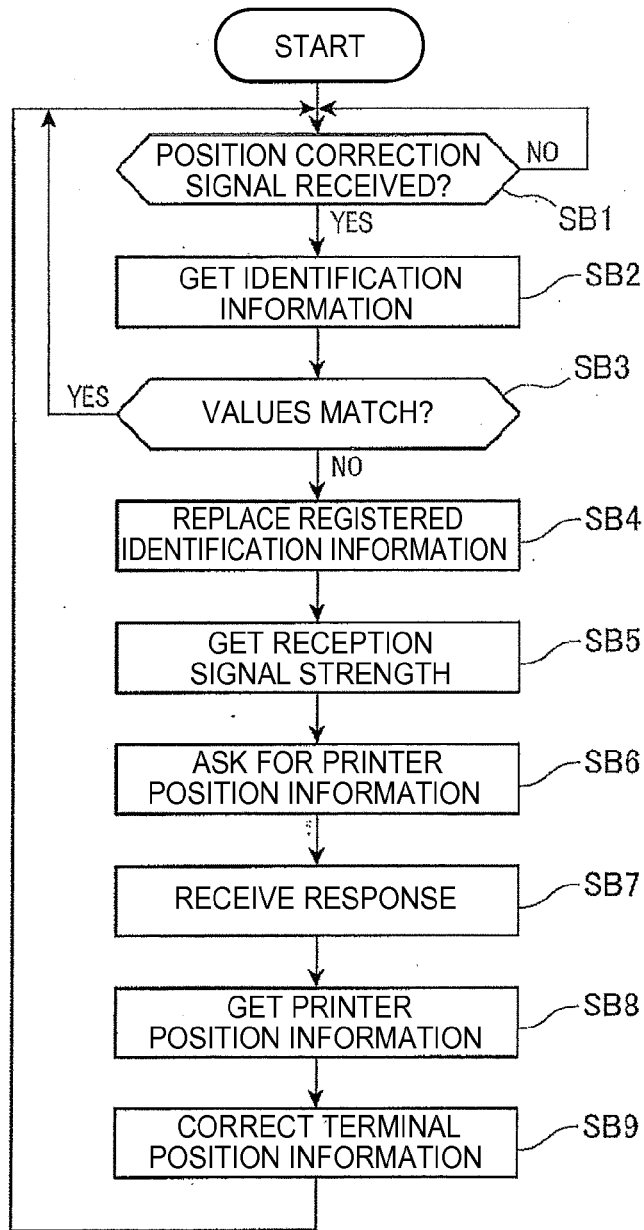 START
POSITION CORRECTION
SIGNAL RECEIVED?
NO
SB1
YES
GET IDENTIFICATION
INFORMATION
SB2
VALUES MATCH?
YES
SB3
NO
REPLACE REGISTERED
IDENTIFICATION INFORMATION
SB4
GET RECEPTION
SIGNAL STRENGTH
SB5
ASK FOR PRINTER
POSITION INFORMATION
SB6
RECEIVE RESPONSE
SB7
GET PRINTER
POSITION INFORMATION
SB8
CORRECT TERMINAL
POSITION INFORMATION
SB9